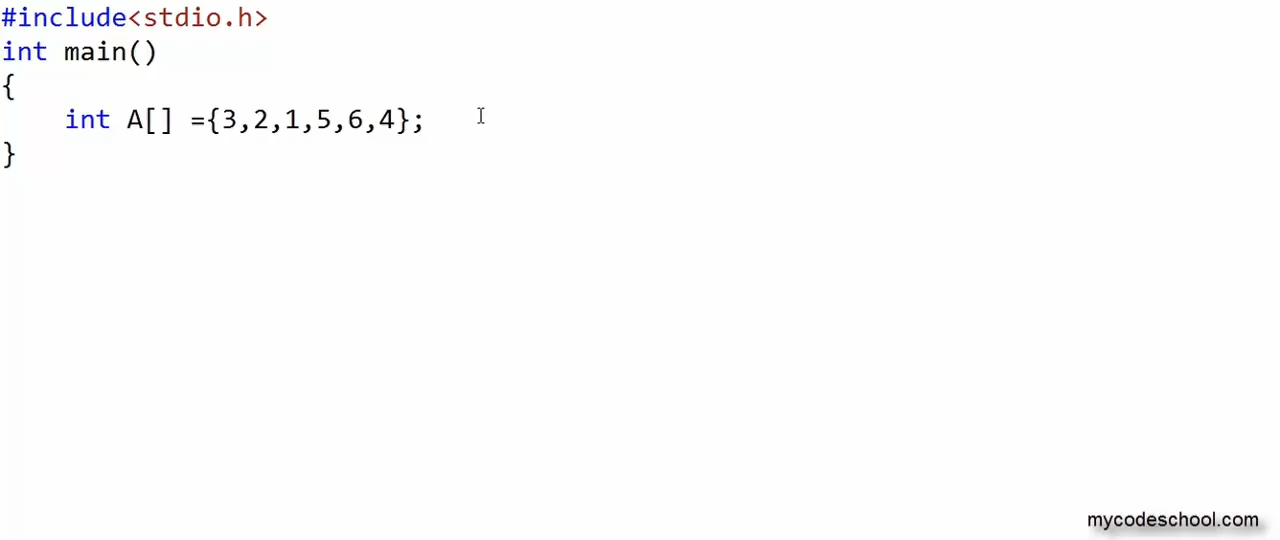 #include<stdio.h>
int main()
{
    int A[] ={3,2,1,5,6,4};
}
mycodeschool.com